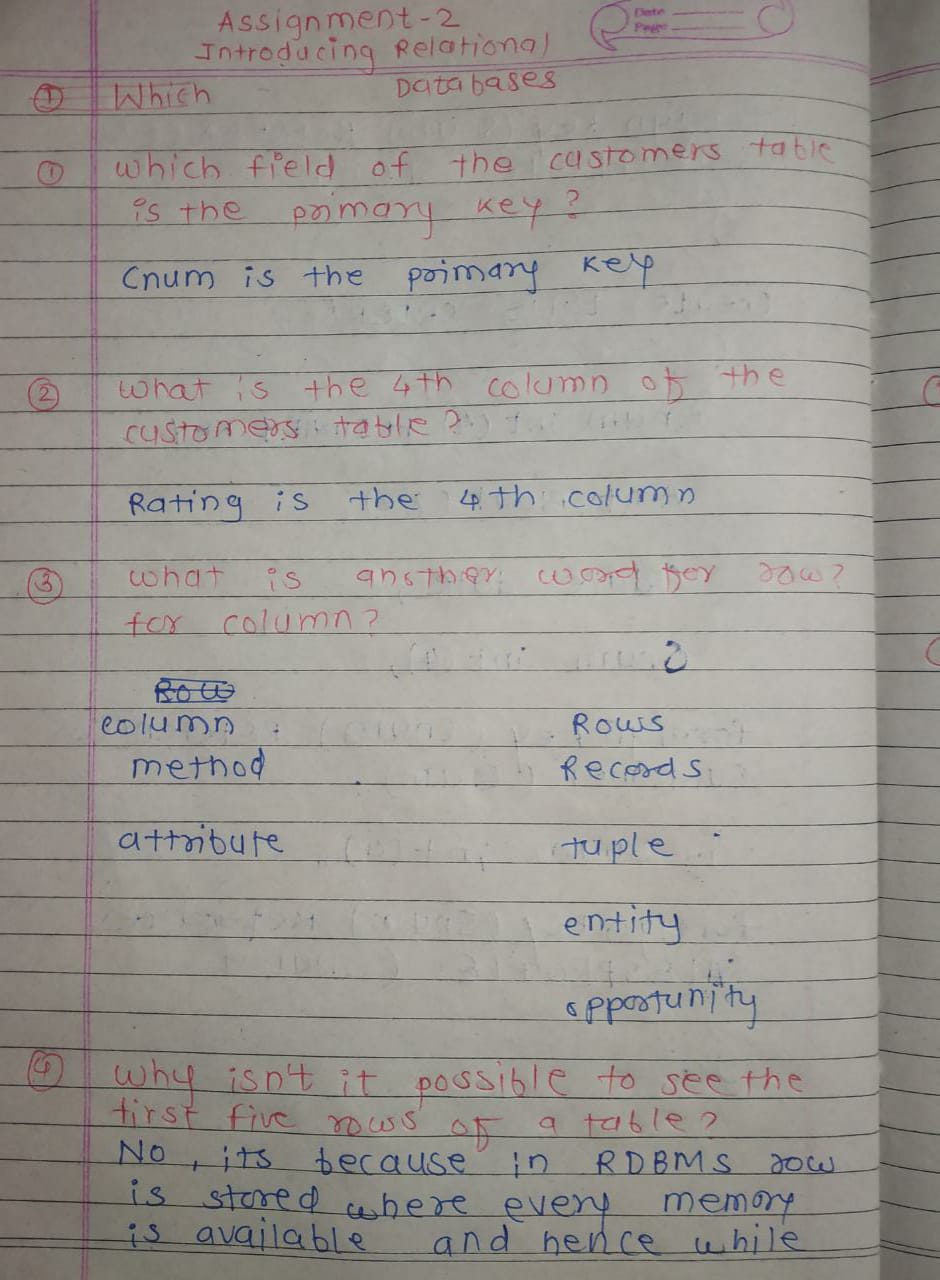 Assignment-2
Introducing Relational
Databases
Date
Page
① Which
① which field of the customers table
is the primary key?
Cnum is the primary key
② What is the 4th column of the
customers table?
Rating is the 4th column
③ what is another word for row?
for column?
Row
column Rows
method Records
attribute tuple
entity
opportunity
④ Why isn't it possible to see the
first five rows of a table?
No, its because in RDBMS row
is stored where every memory
is available and hence while